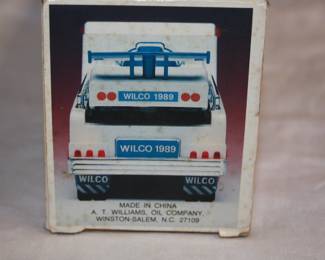 WILCO 1989
WILCO 1989
WILCO WILCO
MADE IN CHINA
A. T. WILLIAMS, OIL COMPANY,
WINSTON-SALEM, N.C. 27109